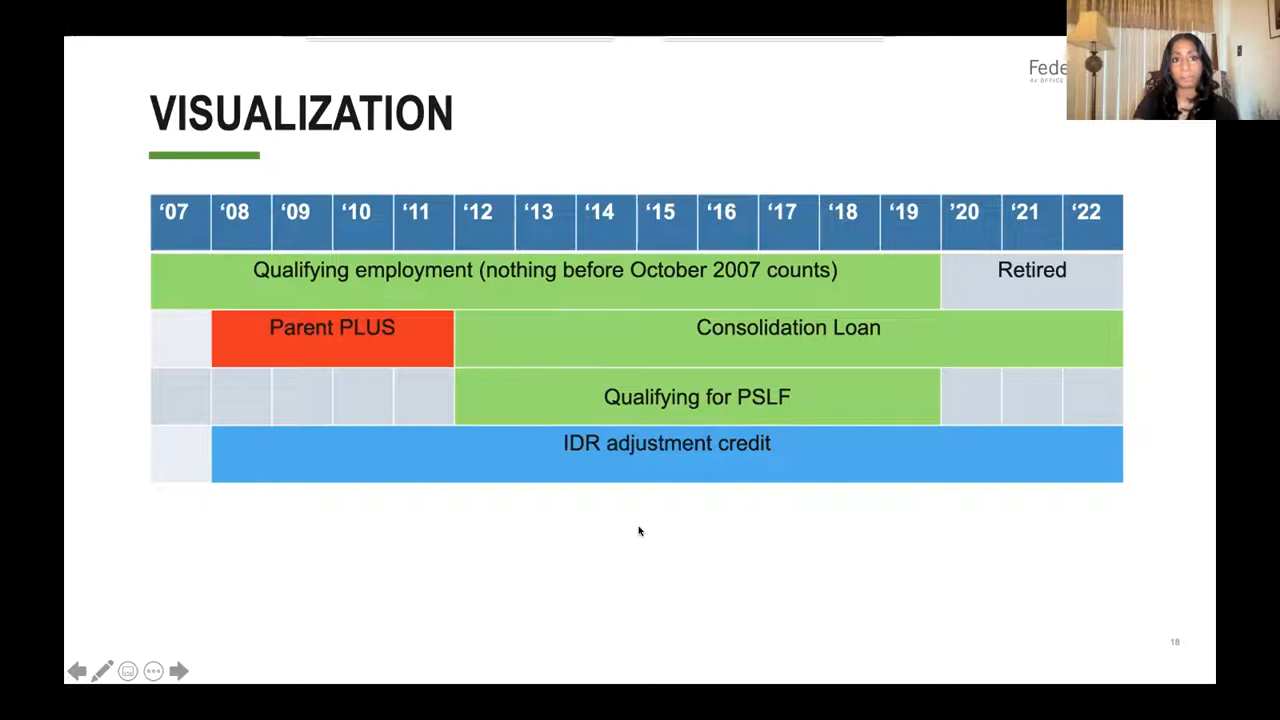 Fede
VISUALIZATION
‘07 ‘08 ‘09 ‘10 ‘11 ‘12 ‘13 ‘14 ‘15 ‘16 ‘17 ‘18 ‘19 ’20 ‘21 ‘22
Qualifying employment (nothing before October 2007 counts) Retired
Parent PLUS Consolidation Loan
Qualifying for PSLF
IDR adjustment credit
18